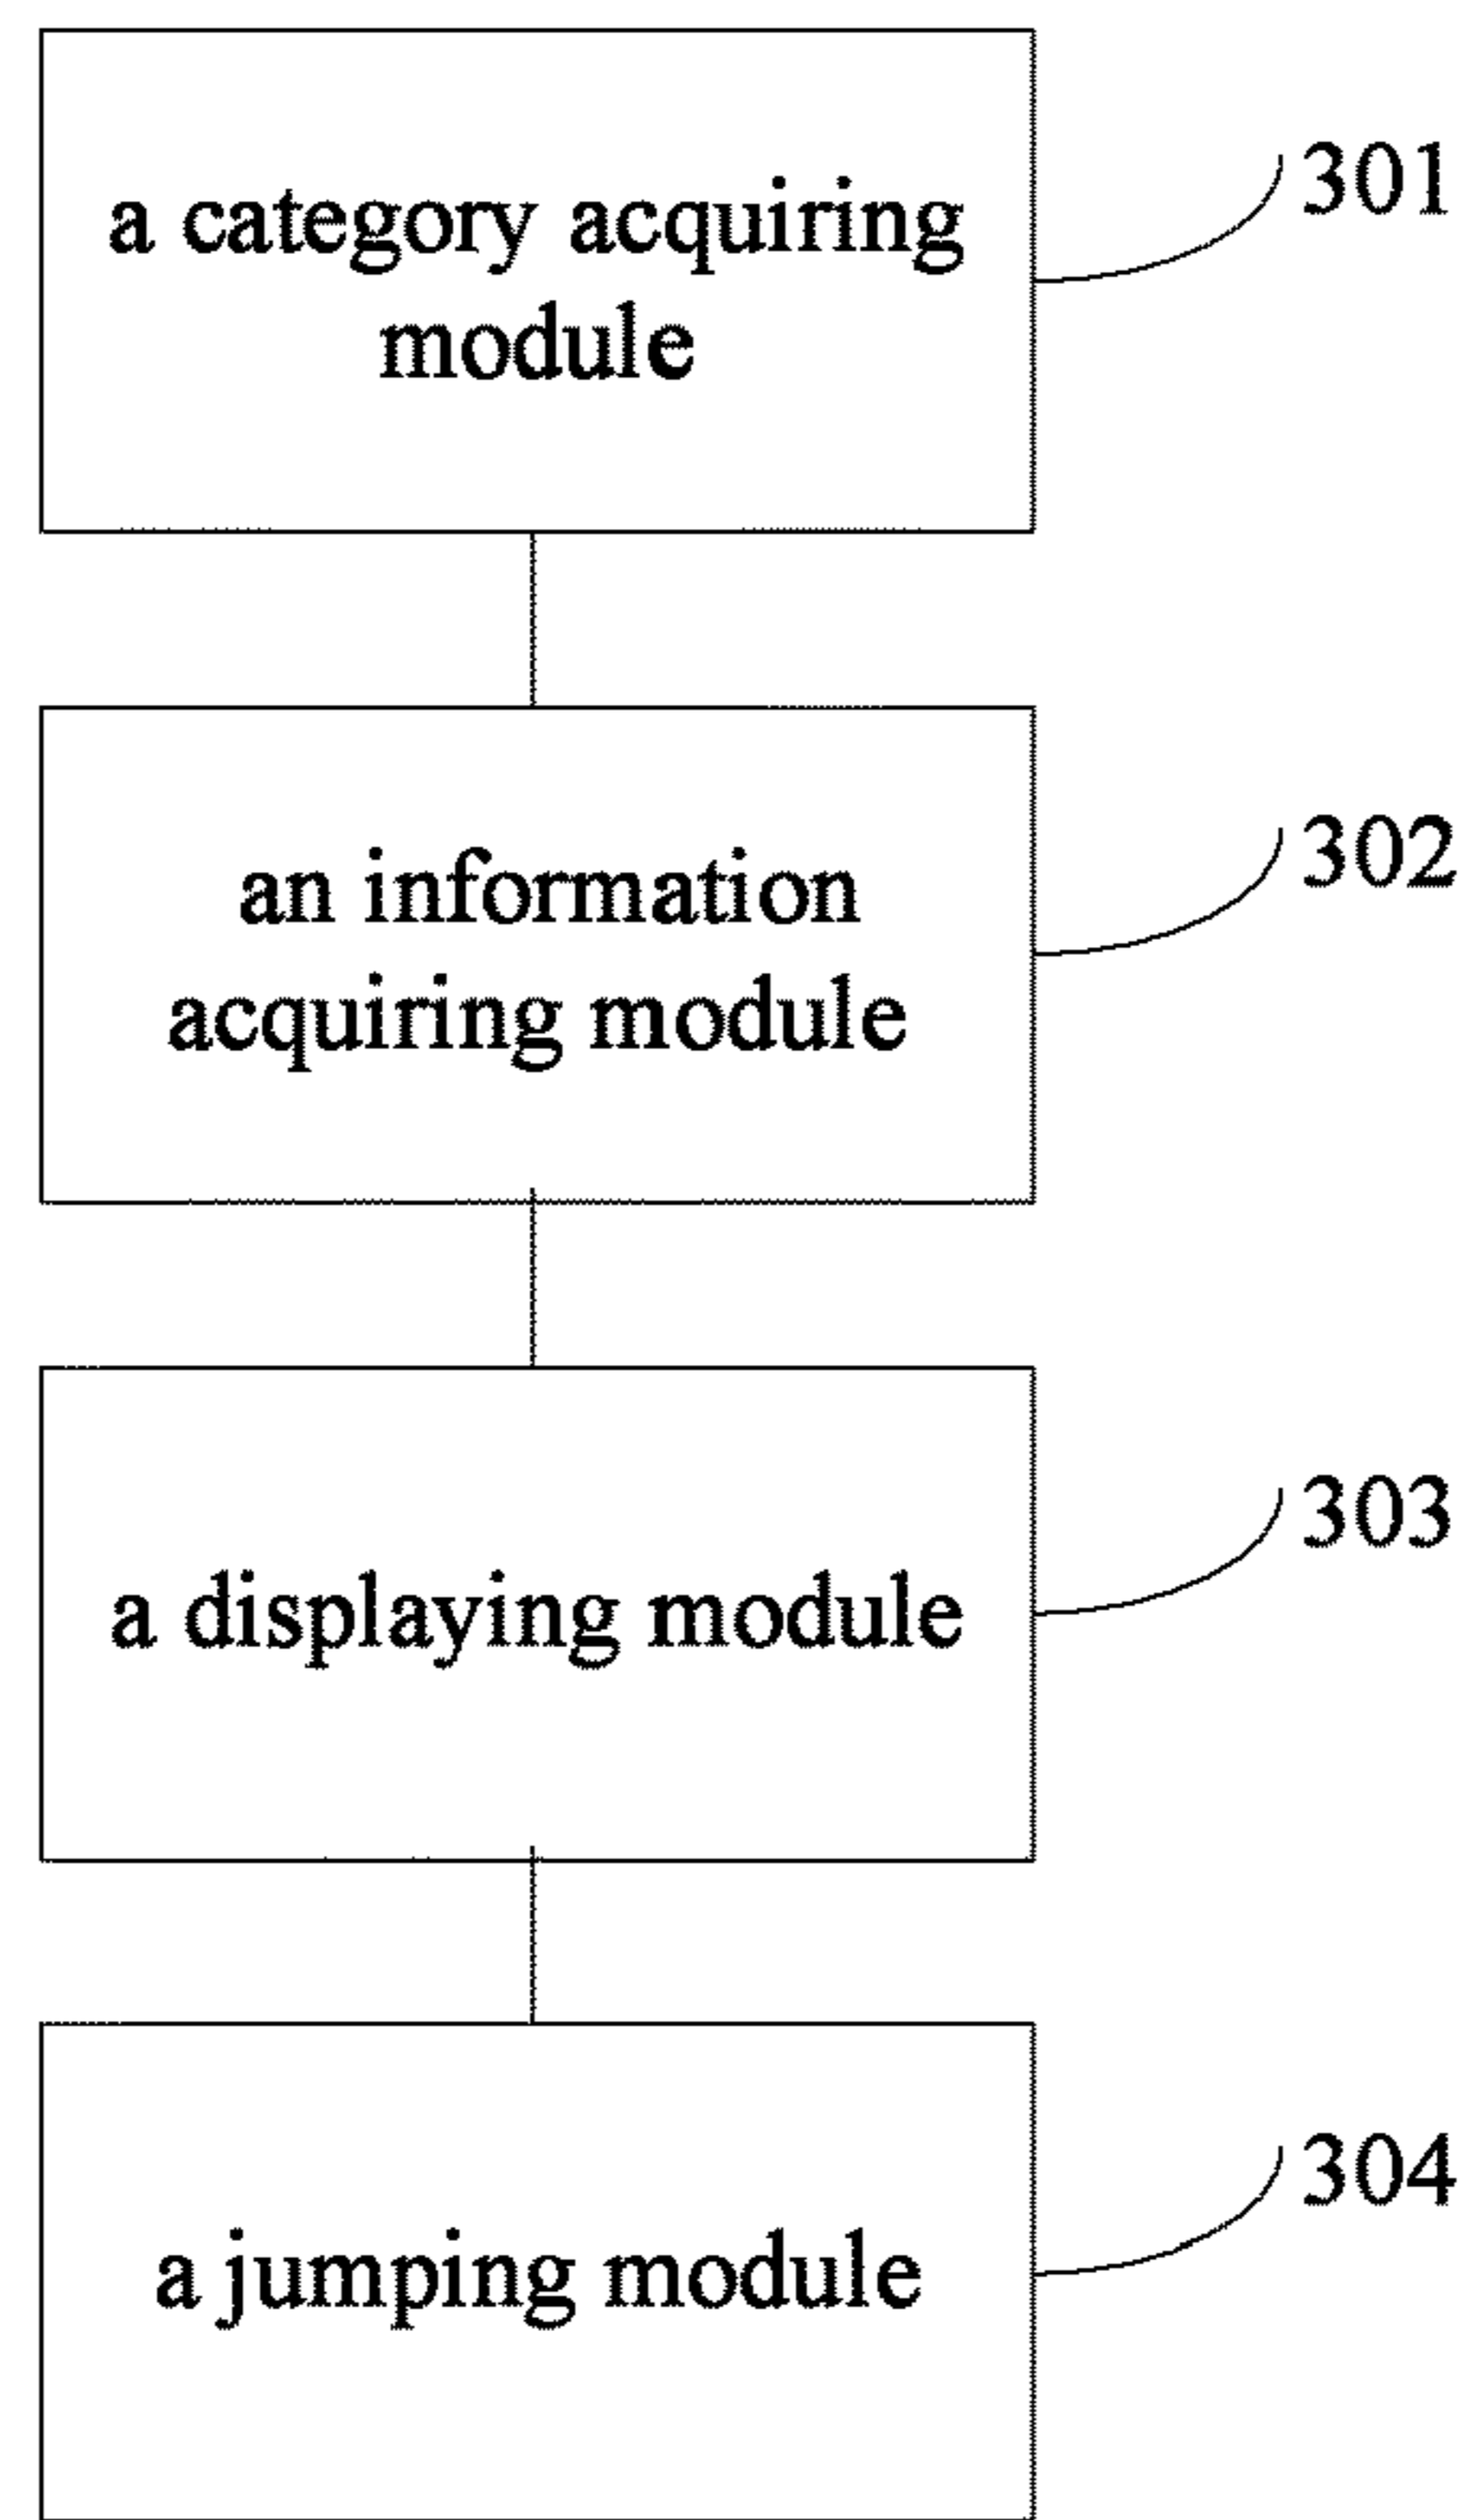 a category acquiring
module
301
an information
acquiring module
302
a displaying module
303
a jumping module
304